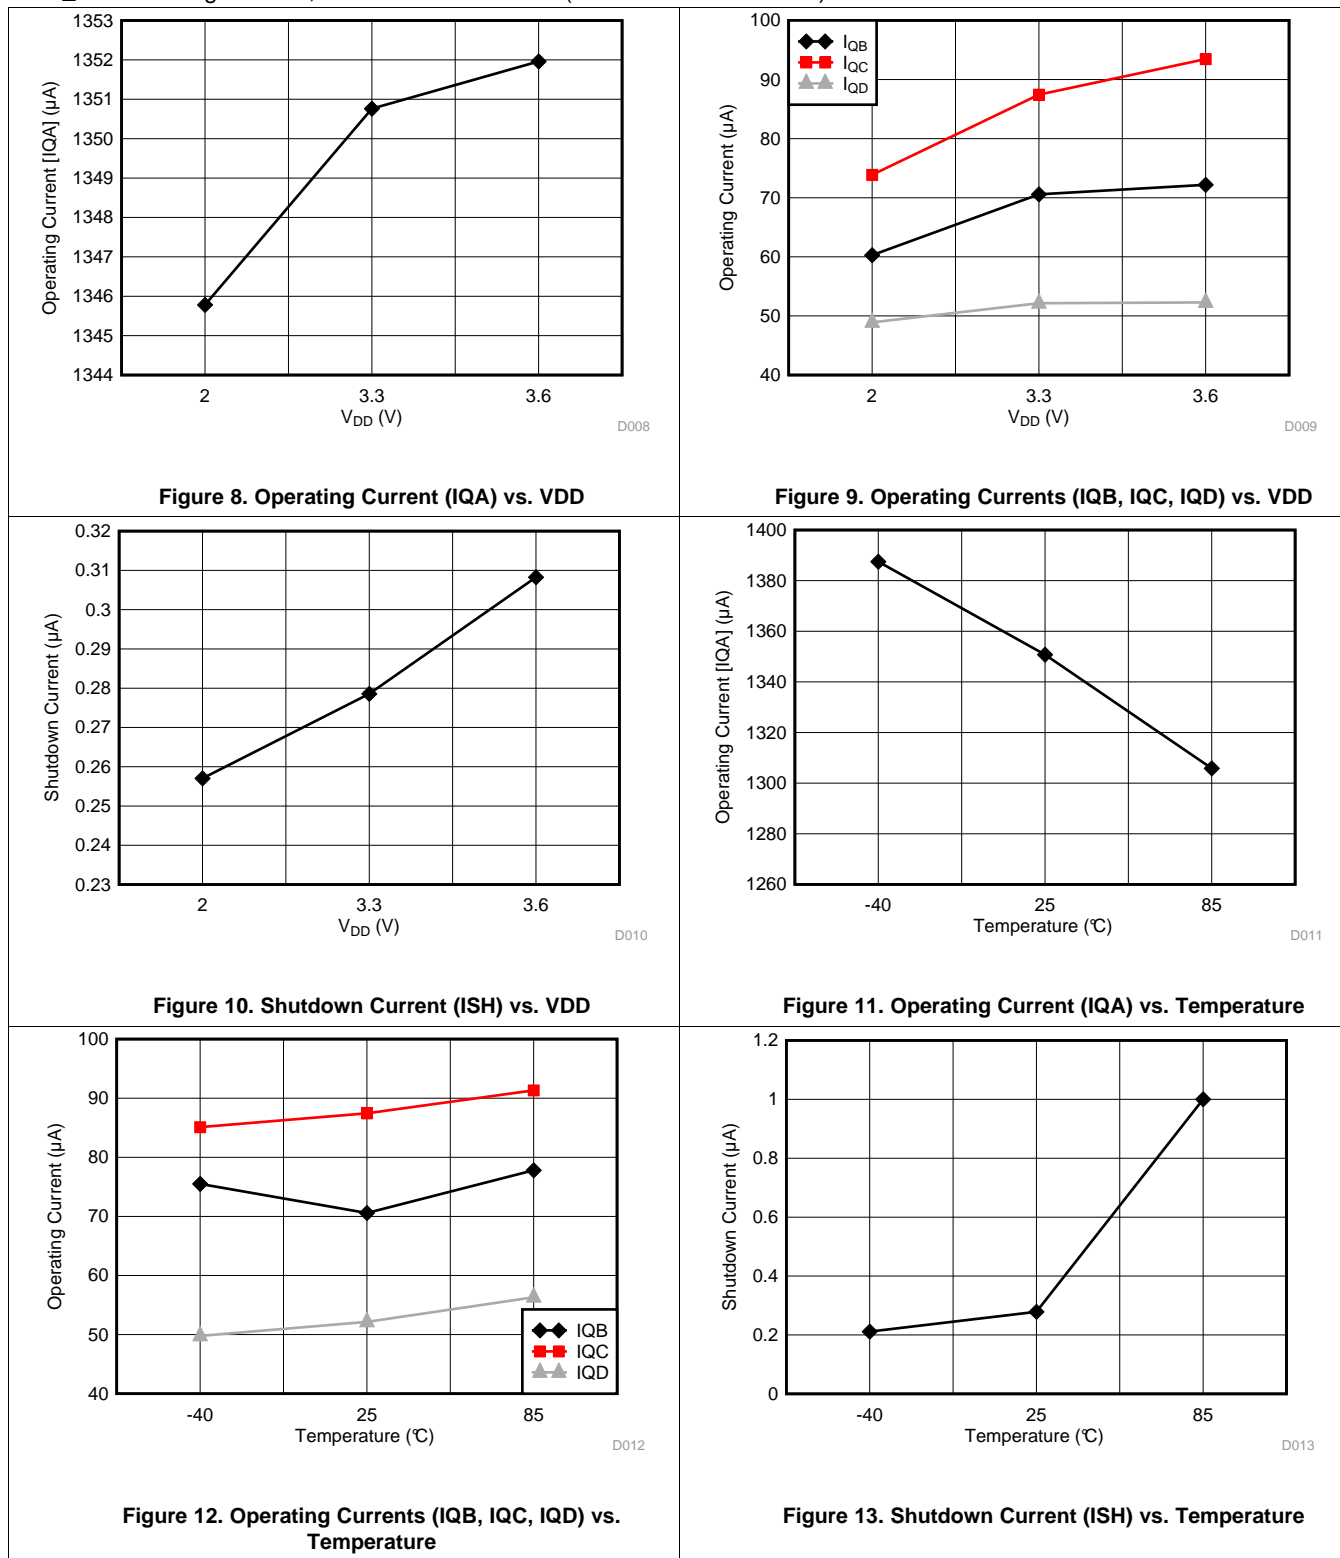 1353
1352
1351
1350
1349
1348
1347
1346
1345
1344
Operating Current [IQA] (µA)
2 3.3 3.6
VDD (V)
D008
Figure 8. Operating Current (IQA) vs. VDD
100
90
80
70
60
50
40
Operating Current (µA)
IQB
IQC
IQD
2 3.3 3.6
VDD (V)
D009
Figure 9. Operating Currents (IQB, IQC, IQD) vs. VDD
0.32
0.31
0.3
0.29
0.28
0.27
0.26
0.25
0.24
0.23
Shutdown Current (µA)
2 3.3 3.6
VDD (V)
D010
Figure 10. Shutdown Current (ISH) vs. VDD
1400
1380
1360
1340
1320
1300
1280
1260
Operating Current [IQA] (µA)
-40 25 85
Temperature (°C)
D011
Figure 11. Operating Current (IQA) vs. Temperature
100
90
80
70
60
50
40
Operating Current (µA)
IQB
IQC
IQD
-40 25 85
Temperature (°C)
D012
Figure 12. Operating Currents (IQB, IQC, IQD) vs.
Temperature
1.2
1
0.8
0.6
0.4
0.2
0
Shutdown Current (µA)
-40 25 85
Temperature (°C)
D013
Figure 13. Shutdown Current (ISH) vs. Temperature